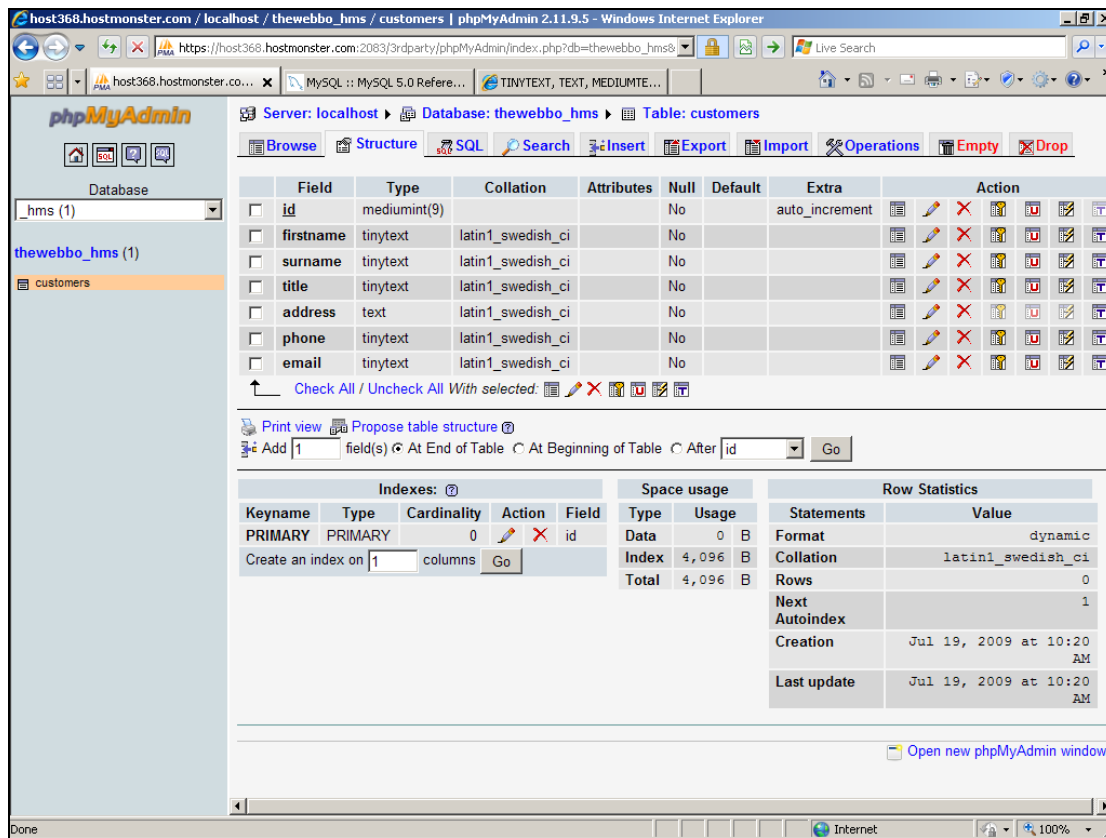 host368.hostmonster.com / localhost / thewebbo_hms / customers | phpMyAdmin 2.11.9.5 - Windows Internet Explorer
https://host368.hostmonster.com:2083/3rdparty/phpMyAdmin/index.php?db=thewebbo_hms&
Live Search
host368.hostmonster.co... MySQL :: MySQL 5.0 Refere... TINYTEXT, TEXT, MEDIUMTE...
phpMyAdmin
SQL
Database
_hms (1)
thewebbo_hms (1)
customers
Server: localhost Database: thewebbo_hms Table: customers
Browse Structure SQL Search Insert Export Import Operations Empty Drop
Field Type Collation Attributes Null Default Extra Action
id mediumint(9) No auto_increment
firstname tinytext latin1_swedish_ci No
surname tinytext latin1_swedish_ci No
title tinytext latin1_swedish_ci No
address text latin1_swedish_ci No
phone tinytext latin1_swedish_ci No
email tinytext latin1_swedish_ci No
Check All / Uncheck All With selected:
Print view Propose table structure
Add 1 field(s) At End of Table At Beginning of Table After id Go
Indexes:
Keyname Type Cardinality Action Field
PRIMARY PRIMARY 0 id
Create an index on 1 columns Go
Space usage
Type Usage
Data 0 B
Index 4,096 B
Total 4,096 B
Row Statistics
Statements Value
Format dynamic
Collation latin1_swedish_ci
Rows 0
Next Autoindex 1
Creation Jul 19, 2009 at 10:20 AM
Last update Jul 19, 2009 at 10:20 AM
Open new phpMyAdmin window
Done Internet 100%